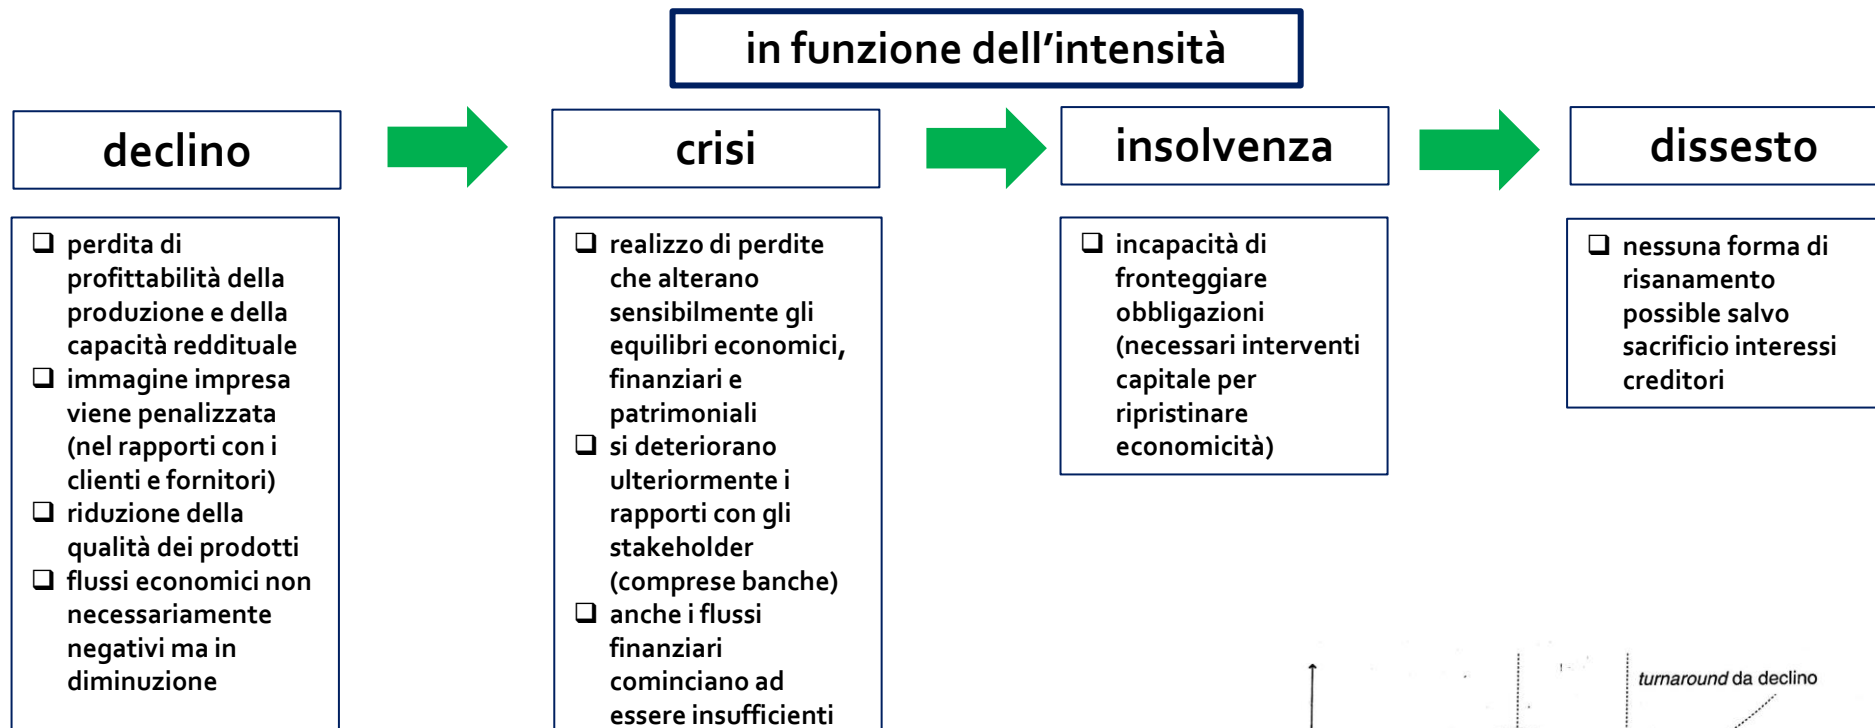 in funzione dell’intensità
declino
crisi
insolvenza
dissesto
❑ perdita di
profittabilità della
produzione e della
capacità reddituale
❑ immagine impresa
viene penalizzata
(nel rapporti con i
clienti e fornitori)
❑ riduzione della
qualità dei prodotti
❑ flussi economici non
necessariamente
negativi ma in
diminuzione
❑ realizzo di perdite
che alterano
sensibilmente gli
equilibri economici,
finanziari e
patrimoniali
❑ si deteriorano
ulteriormente i
rapporti con gli
stakeholder
(comprese banche)
❑ anche i flussi
finanziari
cominciano ad
essere insufficienti
❑ incapacità di
fronteggiare
obbligazioni
(necessari interventi
capitale per
ripristinare
economicità)
❑ nessuna forma di
risanamento
possible salvo
sacrificio interessi
creditori
turnaround da declino